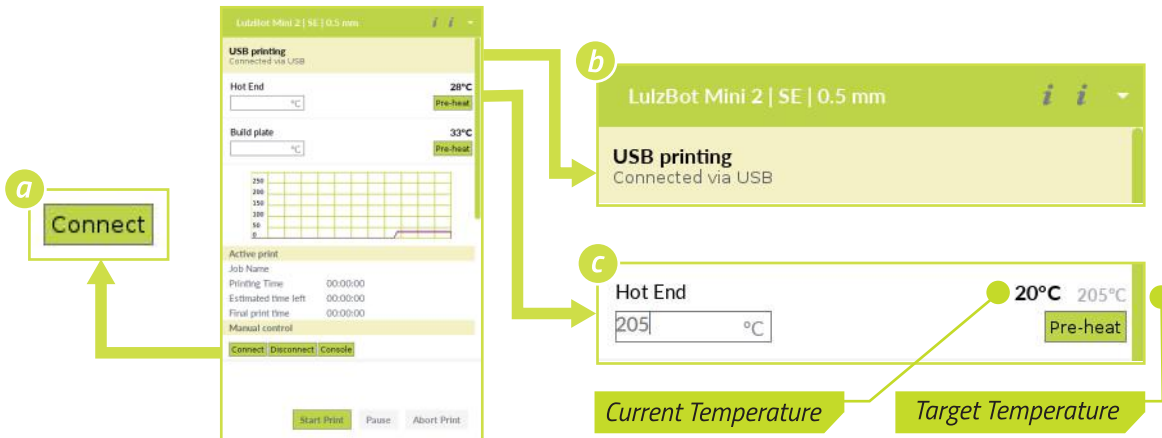 a
Connect
LulzBot Mini 2 | SE | 0.5 mm
i i
USB printing
Connected via USB
Hot End
28°C
°C
Pre-heat
Build plate
33°C
°C
Pre-heat
250
200
150
100
50
0
Active print
Job Name
Printing Time 00:00:00
Estimated time left 00:00:00
Final print time 00:00:00
Manual control
Connect Disconnect Console
Start Print Pause Abort Print
b
LulzBot Mini 2 | SE | 0.5 mm
i i
USB printing
Connected via USB
c
Hot End
20°C 205°C
205 °C
Pre-heat
Current Temperature
Target Temperature